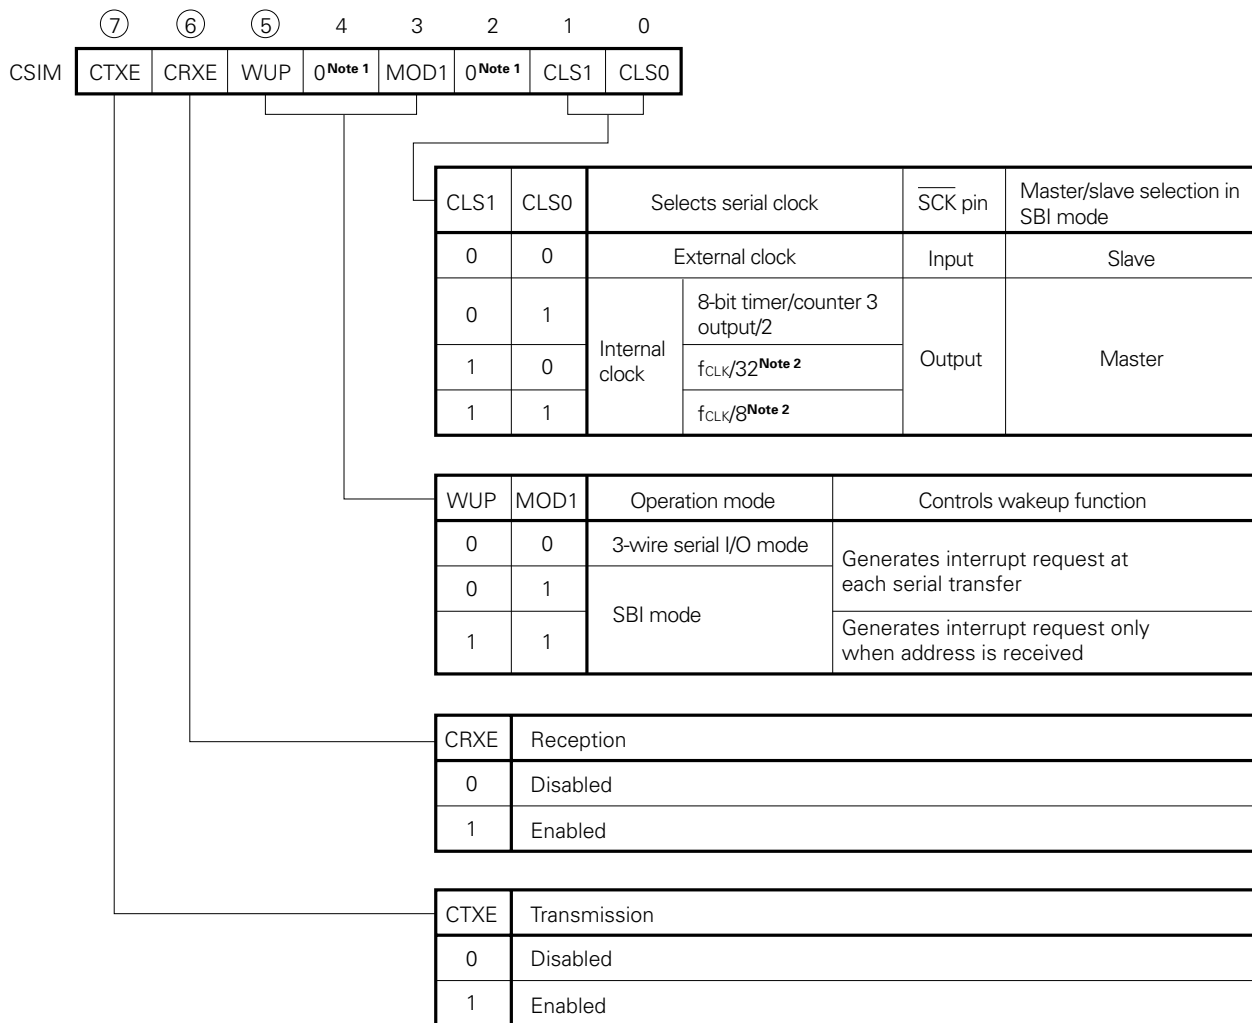 ⑦ ⑥ ⑤ 4 3 2 1 0
CSIM CTXE CRXE WUP 0Note 1 MOD1 0Note 1 CLS1 CLS0
CLS1 CLS0 Selects serial clock S̅C̅K̅ pin Master/slave selection in
SBI mode
0 0 External clock Input Slave
0 1 Internal clock 8-bit timer/counter 3
output/2 Output Master
1 0 fCLK/32Note 2
1 1 fCLK/8Note 2
WUP MOD1 Operation mode Controls wakeup function
0 0 3-wire serial I/O mode Generates interrupt request at
each serial transfer
0 1 SBI mode
1 1 Generates interrupt request only
when address is received
CRXE Reception
0 Disabled
1 Enabled
CTXE Transmission
0 Disabled
1 Enabled